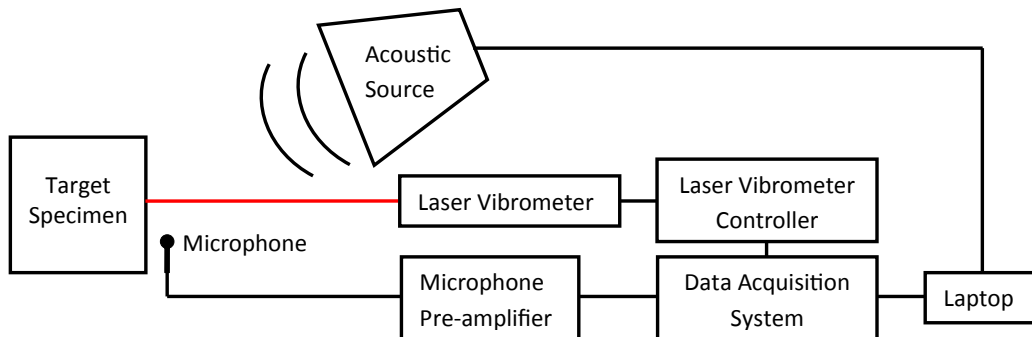 Acoustic
Source
Target
Specimen
Laser Vibrometer
Laser Vibrometer
Controller
Microphone
Microphone
Pre-amplifier
Data Acquisition
System
Laptop